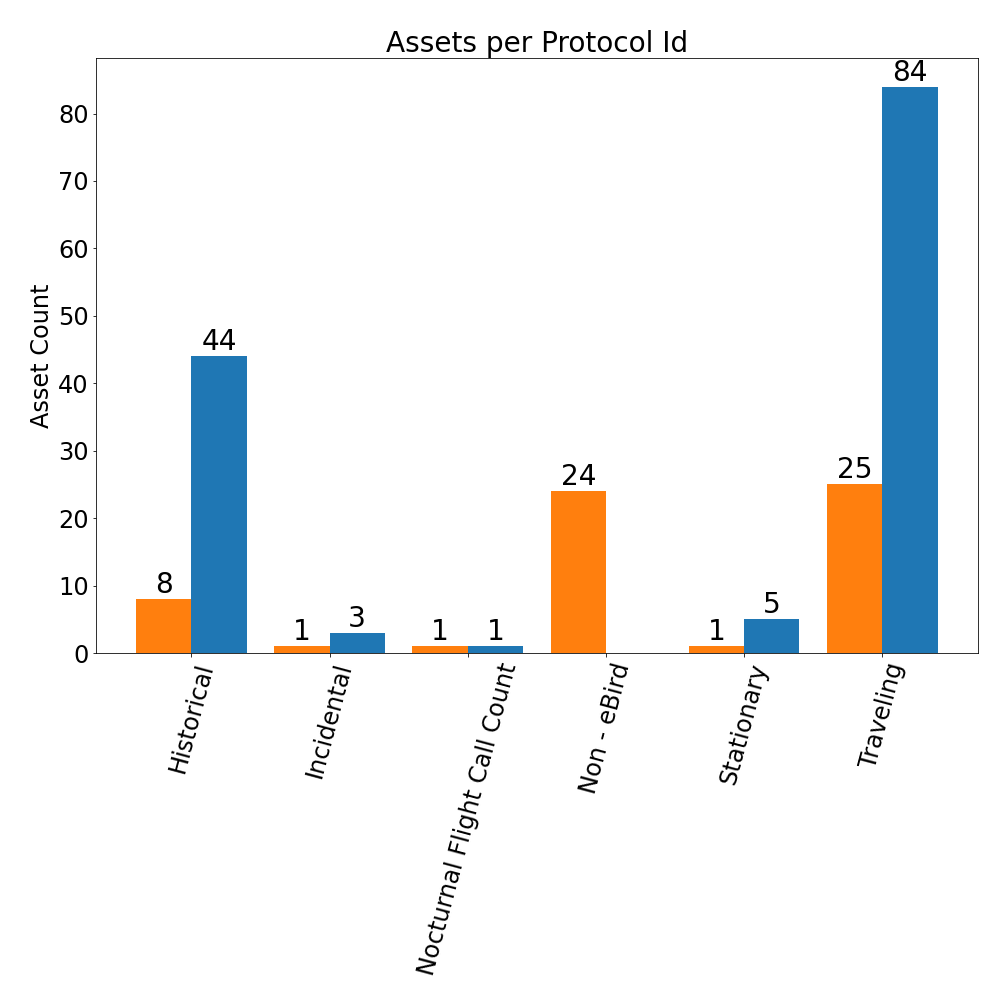 Assets per Protocol Id
Asset Count
80
70
60
50
40
30
20
10
0
8
44
1
3
1
1
24
1
5
25
84
Historical
Incidental
Nocturnal Flight Call Count
Non - eBird
Stationary
Traveling